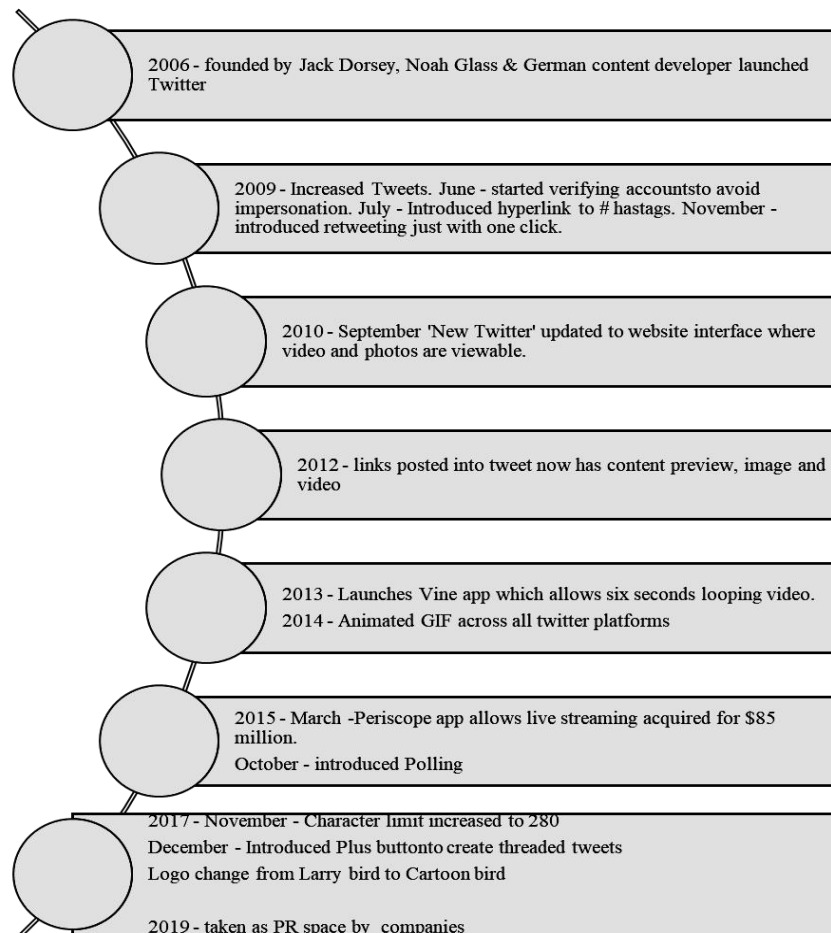 2006 - founded by Jack Dorsey, Noah Glass & German content developer launched
Twitter
2009 - Increased Tweets. June - started verifying accountsto avoid
impersonation. July - Introduced hyperlink to # hastags. November -
introduced retweeting just with one click.
2010 - September 'New Twitter' updated to website interface where
video and photos are viewable.
2012 - links posted into tweet now has content preview, image and
video
2013 - Launches Vine app which allows six seconds looping video.
2014 - Animated GIF across all twitter platforms
2015 - March -Periscope app allows live streaming acquired for $85
million.
October - introduced Polling
2017 - November - Character limit increased to 280
December - Introduced Plus buttonto create threaded tweets
Logo change from Larry bird to Cartoon bird
2019 - taken as PR space by companies